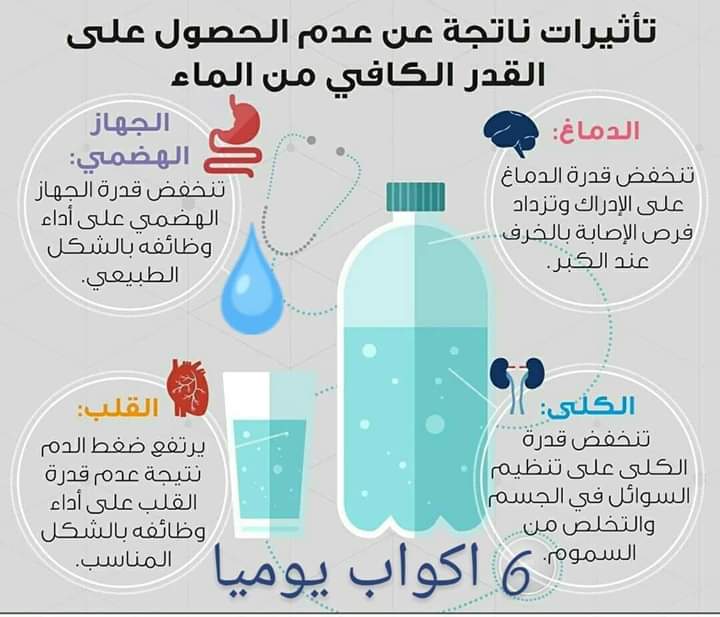 تأثيرات ناتجة عن عدم الحصول على
القدر الكافي من الماء
الدماغ:
تنخفض قدرة الدماغ
على الإدراك وتزداد
فرص الإصابة بالخرف
عند الكبر.
الجهاز
الهضمي:
تنخفض قدرة الجهاز
الهضمي على أداء
وظائفه بالشكل
الطبيعي.
الكلى:
تنخفض قدرة
الكلى على تنظيم
السوائل في الجسم
والتخلص من
السموم.
القلب:
يرتفع ضغط الدم
نتيجة عدم قدرة
القلب على أداء
وظائفه بالشكل
المناسب.
6 اكواب يوميا